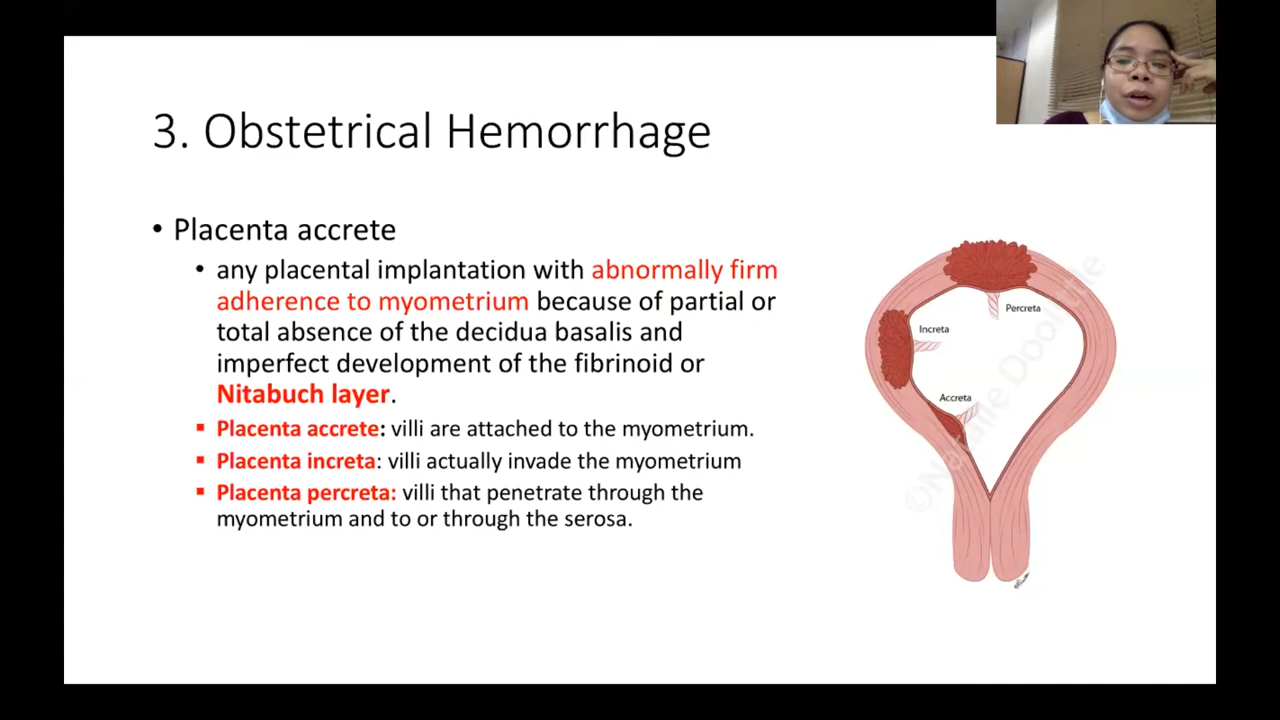 3. Obstetrical Hemorrhage
• Placenta accrete
• any placental implantation with abnormally firm
adherence to myometrium because of partial or
total absence of the decidua basalis and
imperfect development of the fibrinoid or
Nitabuch layer.
▪ Placenta accrete: villi are attached to the myometrium.
▪ Placenta increta: villi actually invade the myometrium
▪ Placenta percreta: villi that penetrate through the
myometrium and to or through the serosa.
Percreta
Increta
Accreta